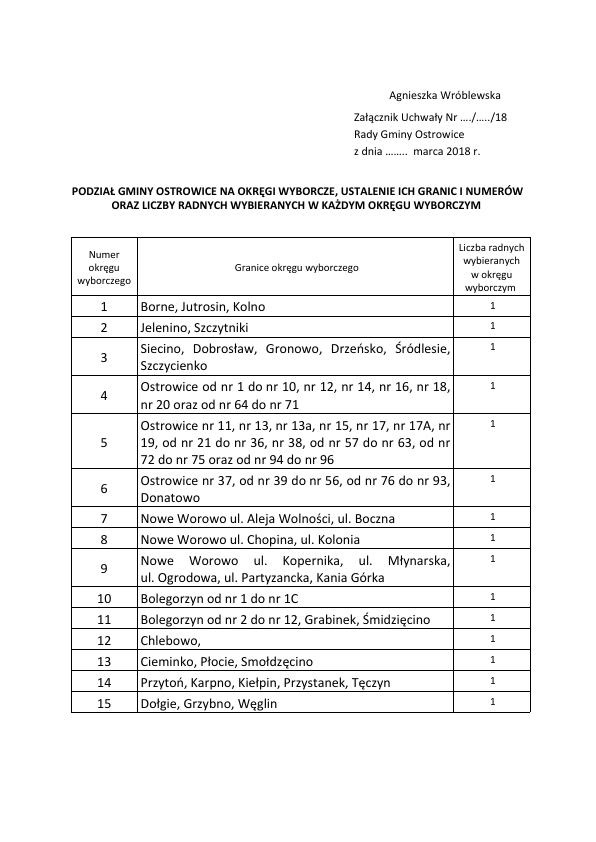 Agnieszka Wróblewska
Załącznik Uchwały Nr …./…../18
Rady Gminy Ostrowice
z dnia …….. marca 2018 r.
PODZIAŁ GMINY OSTROWICE NA OKRĘGI WYBORCZE, USTALENIE ICH GRANIC I NUMERÓW
ORAZ LICZBY RADNYCH WYBIERANYCH W KAŻDYM OKRĘGU WYBORCZYM
Numer
okręgu
wyborczego
Granice okręgu wyborczego
Liczba radnych
wybieranych
w okręgu
wyborczym
1 Borne, Jutrosin, Kolno 1
2 Jelenino, Szczytniki 1
3 Siecino, Dobrosław, Gronowo, Drzeńsko, Śródlesie, 1
Szczycienko
4 Ostrowice od nr 1 do nr 10, nr 12, nr 14, nr 16, nr 18, 1
nr 20 oraz od nr 64 do nr 71
5 Ostrowice nr 11, nr 13, nr 13a, nr 15, nr 17, nr 17A, nr 1
19, od nr 21 do nr 36, nr 38, od nr 57 do nr 63, od nr
72 do nr 75 oraz od nr 94 do nr 96
6 Ostrowice nr 37, od nr 39 do nr 56, od nr 76 do nr 93, 1
Donatowo
7 Nowe Worowo ul. Aleja Wolności, ul. Boczna 1
8 Nowe Worowo ul. Chopina, ul. Kolonia 1
9 Nowe Worowo ul. Kopernika, ul. Młynarska, 1
ul. Ogrodowa, ul. Partyzancka, Kania Górka
10 Bolegorzyn od nr 1 do nr 1C 1
11 Bolegorzyn od nr 2 do nr 12, Grabinek, Śmidzięcino 1
12 Chlebowo, 1
13 Cieminko, Płocie, Smołdzęcino 1
14 Przytoń, Karpno, Kiełpin, Przystanek, Tęczyn 1
15 Dołgie, Grzybno, Węglin 1